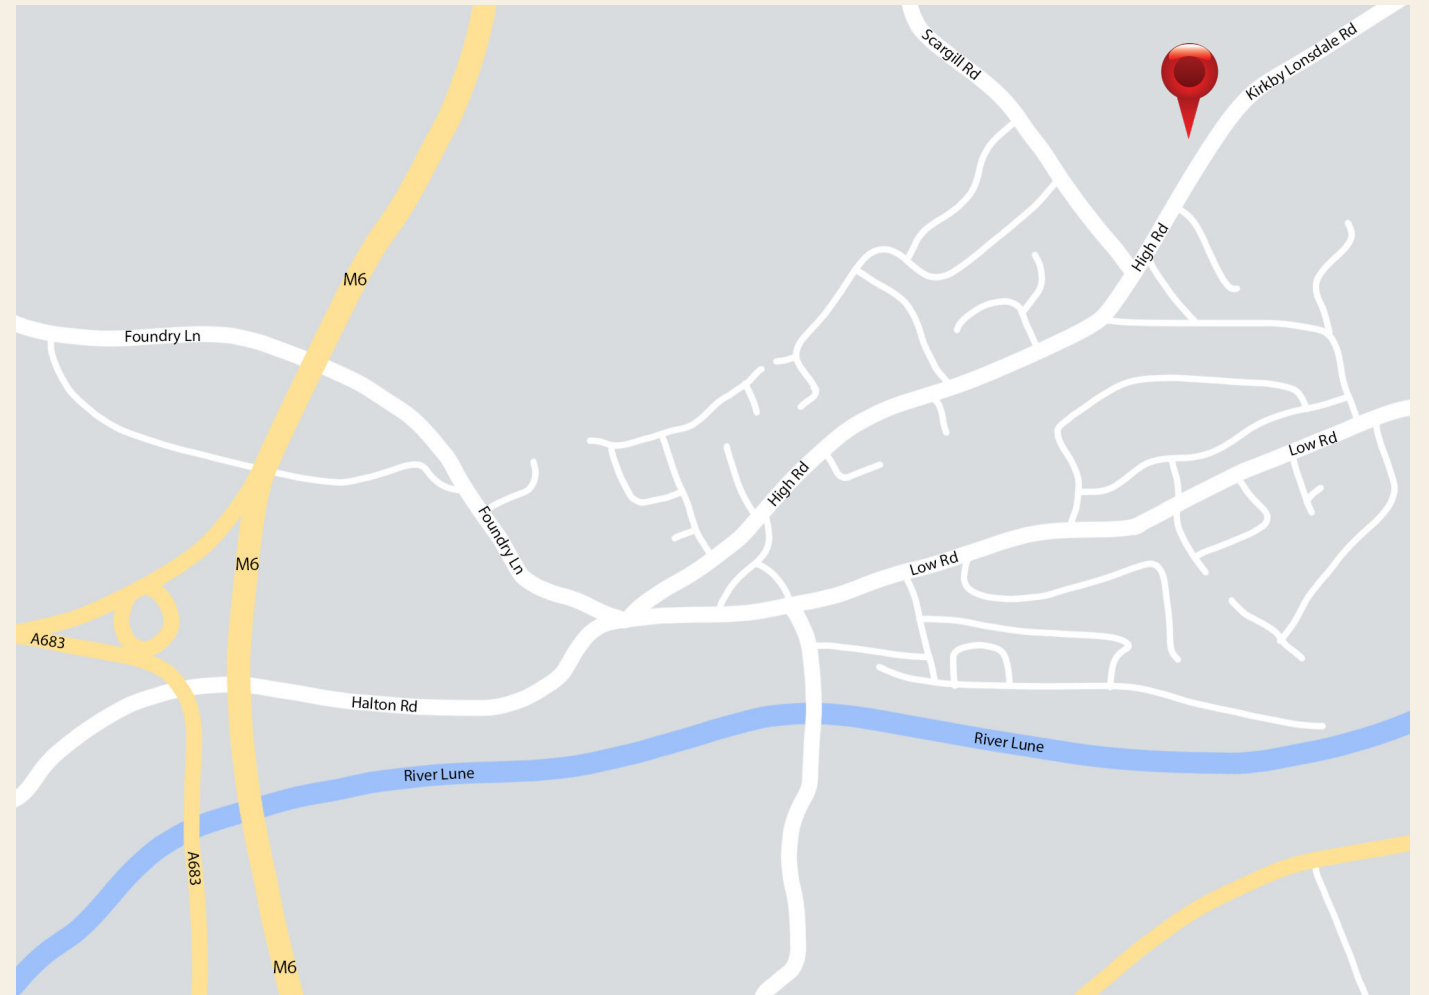 Scargill Rd
Kirkby Lonsdale Rd
High Rd
M6
Foundry Ln
Low Rd
High Rd
Foundry Ln
M6
Low Rd
A683
Halton Rd
River Lune
River Lune
A683
M6